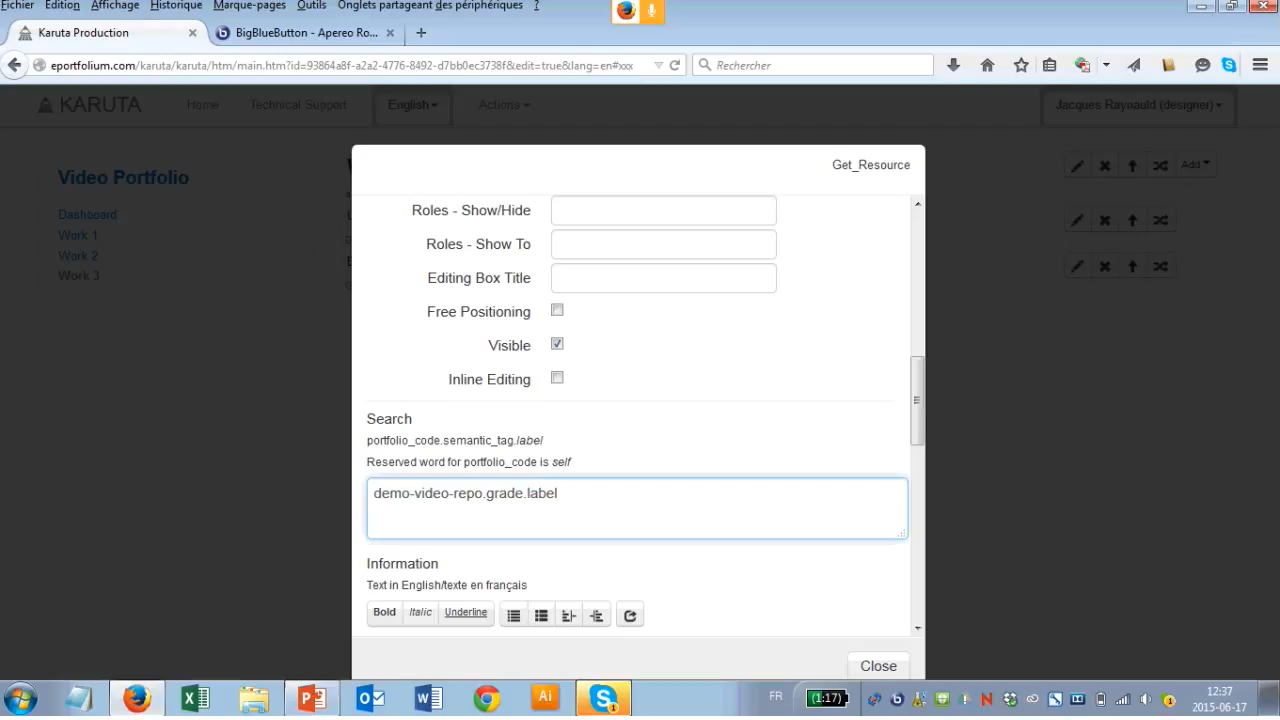 Fichier Edition Affichage Historique Marque-pages Outils Onglets partageant des périphériques ?
Karuta Production × BigBlueButton - Apereo Ro... × +
eportfolium.com/karuta/karuta/htm/main.htm?id=93864a8f-a2a2-4776-8492-d7bb0ec3738f&edit=true&lang=en#xxx Rechercher
KARUTA Home Technical Support English Actions Jacques Raynauld (designer)
Get_Resource
Video Portfolio
Add
Dashboard
Work 1
Work 2
Work 3
Roles - Show/Hide
Roles - Show To
Editing Box Title
Free Positioning
Visible
Inline Editing
Search
portfolio_code.semantic_tag.label
Reserved word for portfolio_code is self
demo-video-repo.grade.label
Information
Text in English/texte en français
Bold Italic Underline
Close
FR (1:17) 12:37
2015-06-17